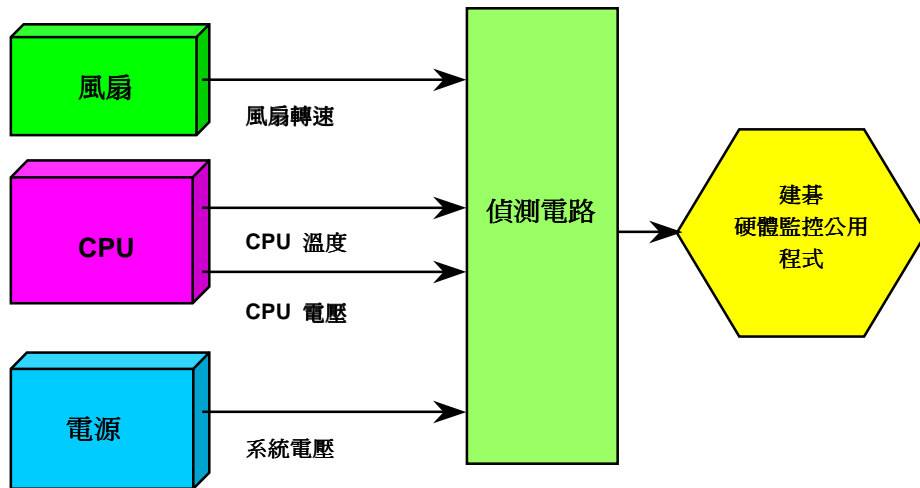 風扇
風扇轉速
CPU
CPU 溫度
CPU 電壓
電源
系統電壓
偵測電路
建碁
硬體監控公用
程式